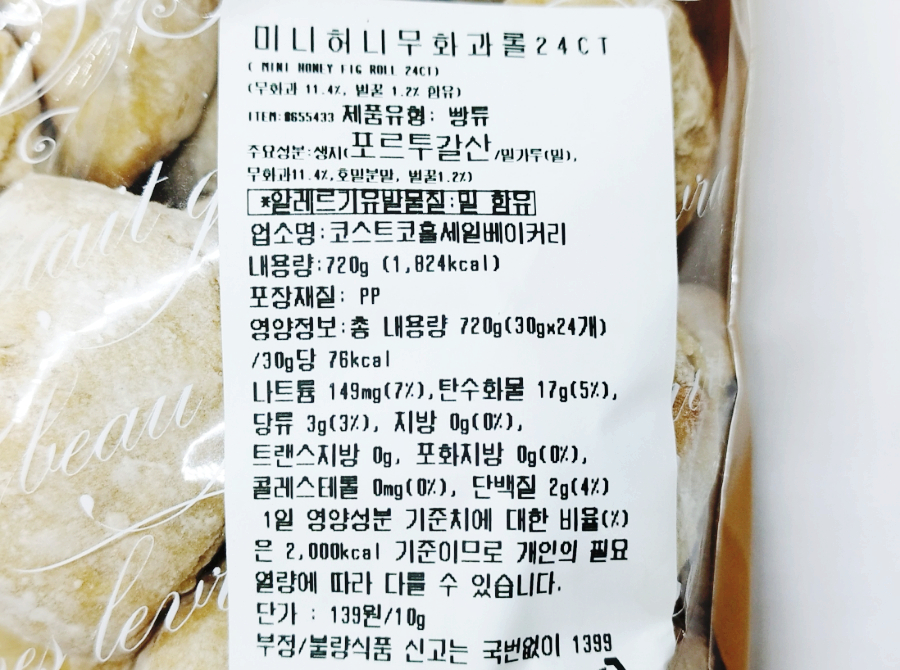 미니허니무화과롤24CT
( MINI HONEY FIG ROLL 24CT)
(무화과 11.4%, 벌꿀 1.2% 함유)
ITEM:#655433 제품유형: 빵류
주요성분:생지(포르투갈산/밀가루(밀),
무화과11.4%,호밀분말, 벌꿀1.2%)
*알레르기유발물질:밀 함유
업소명:코스트코홀세일베이커리
내용량:720g (1,824kcal)
포장재질: PP
영양정보:총 내용량 720g(30gx24개)
/30g당 76kcal
나트륨 149mg(7%),탄수화물 17g(5%),
당류 3g(3%), 지방 0g(0%),
트랜스지방 0g, 포화지방 0g(0%),
콜레스테롤 0mg(0%), 단백질 2g(4%)
1일 영양성분 기준치에 대한 비율(%)
은 2,000kcal 기준이므로 개인의 필요
열량에 따라 다를 수 있습니다.
단가 : 139원/10g
부정/불량식품 신고는 국번없이 1399
beau